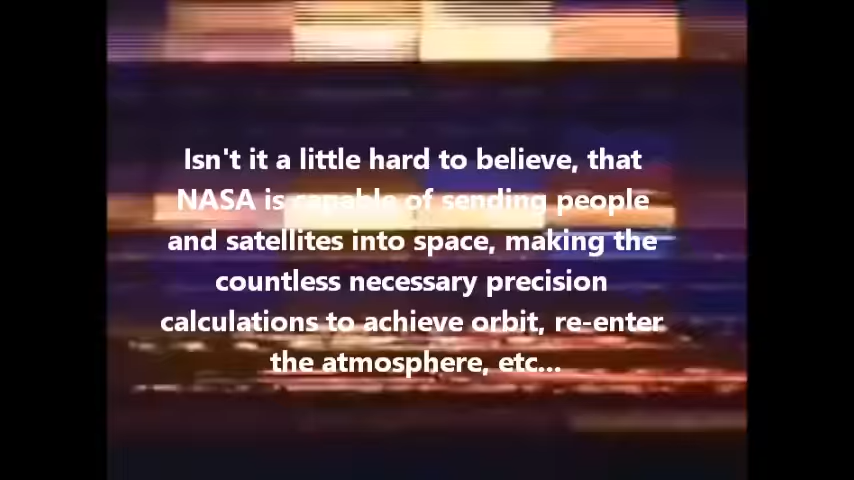 Isn't it a little hard to believe, that
NASA is capable of sending people
and satellites into space, making the
countless necessary precision
calculations to achieve orbit, re-enter
the atmosphere, etc...